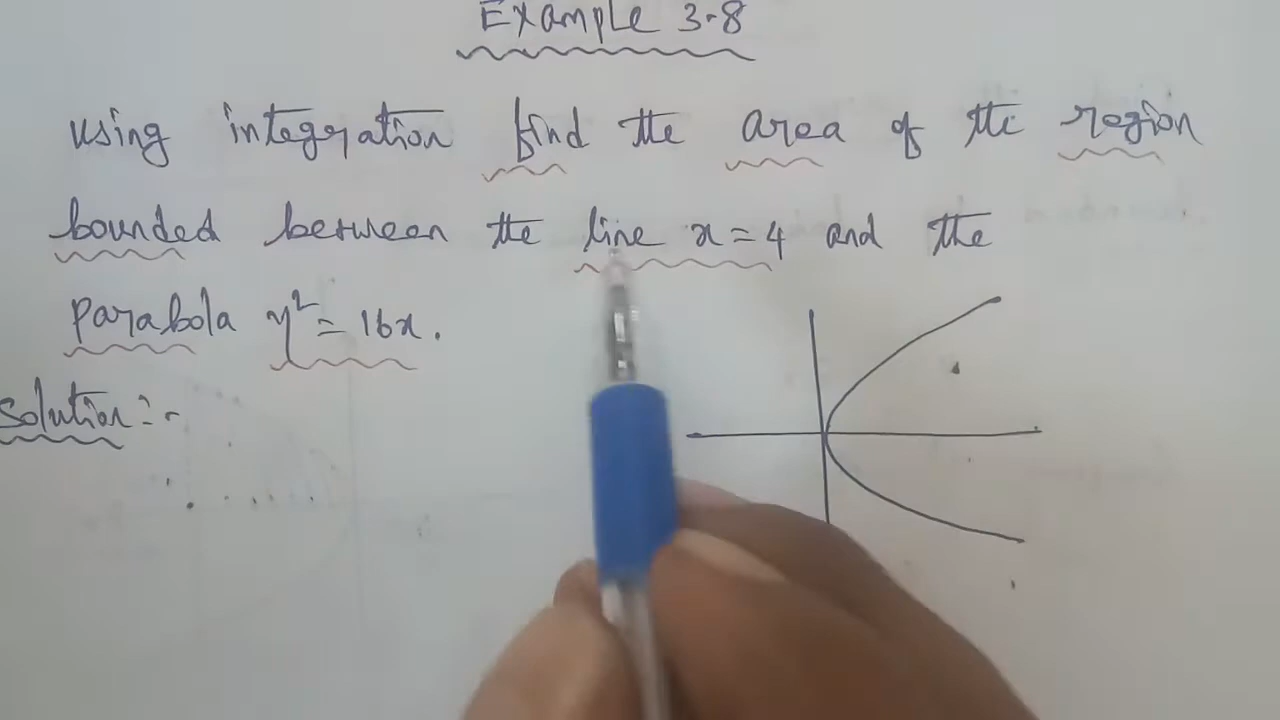 Example 3.8
using integration find the area of the region
bounded between the line x = 4 and the
parabola y² = 16x.
Solution:-